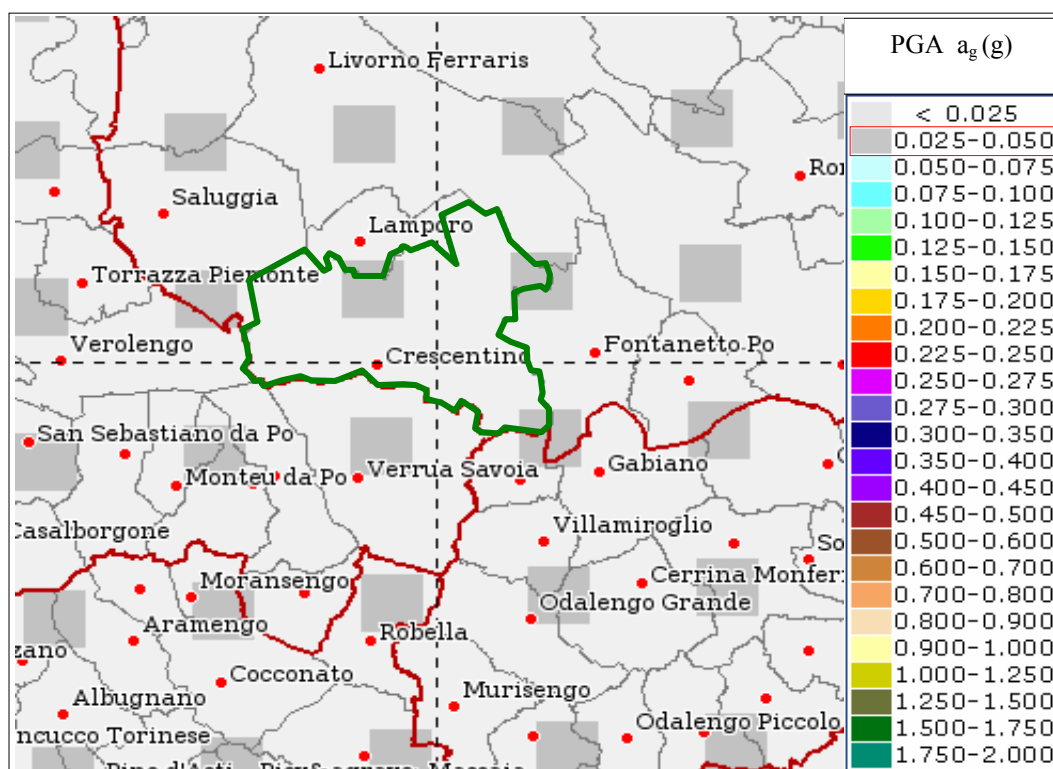 Livorno Ferraris
Ron
Saluggia
Lamporo
Torrazza Piemonte
Verolengo
Crescentino
Fontanetto Po
San Sebastiano da Po
Monteu da Po
Verrua Savoia
Gabiano
Casalborgone
Villamiroglio
So
Moransengo
Cerrina Monferr
Odalengo Grande
Aramengo
Robella
zano
Cocconato
Murisengo
Albugnano
Odalengo Piccolo
ncucco Torinese
PGA ag (g)
< 0.025
0.025-0.050
0.050-0.075
0.075-0.100
0.100-0.125
0.125-0.150
0.150-0.175
0.175-0.200
0.200-0.225
0.225-0.250
0.250-0.275
0.275-0.300
0.300-0.350
0.350-0.400
0.400-0.450
0.450-0.500
0.500-0.600
0.600-0.700
0.700-0.800
0.800-0.900
0.900-1.000
1.000-1.250
1.250-1.500
1.500-1.750
1.750-2.000